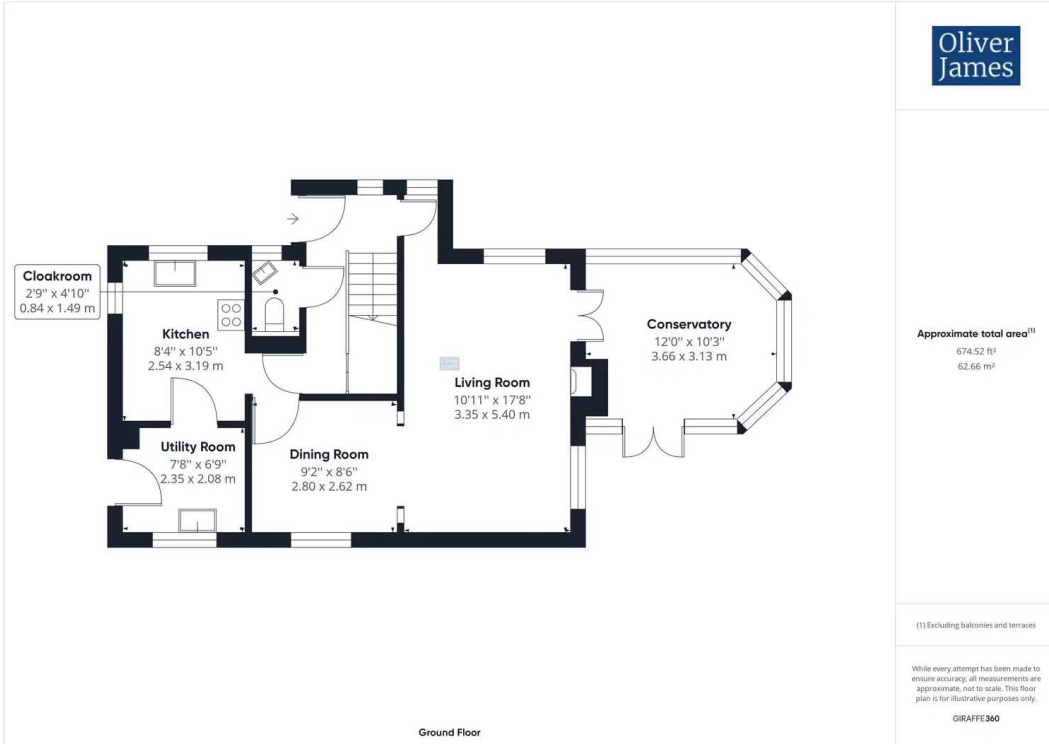 Oliver
James
Cloakroom
2'9" x 4'10"
0.84 x 1.49 m
Kitchen
8'4" x 10'5"
2.54 x 3.19 m
Utility Room
7'8" x 6'9"
2.35 x 2.08 m
Dining Room
9'2" x 8'6"
2.80 x 2.62 m
Living Room
10'11" x 17'8"
3.35 x 5.40 m
Conservatory
12'0" x 10'3"
3.66 x 3.13 m
Ground Floor
Approximate total area(1)
674.52 ft²
62.66 m²
(1) Excluding balconies and terraces
While every attempt has been made to
ensure accuracy, all measurements are
approximate, not to scale. This floor
plan is for illustrative purposes only.
GIRAFFE360